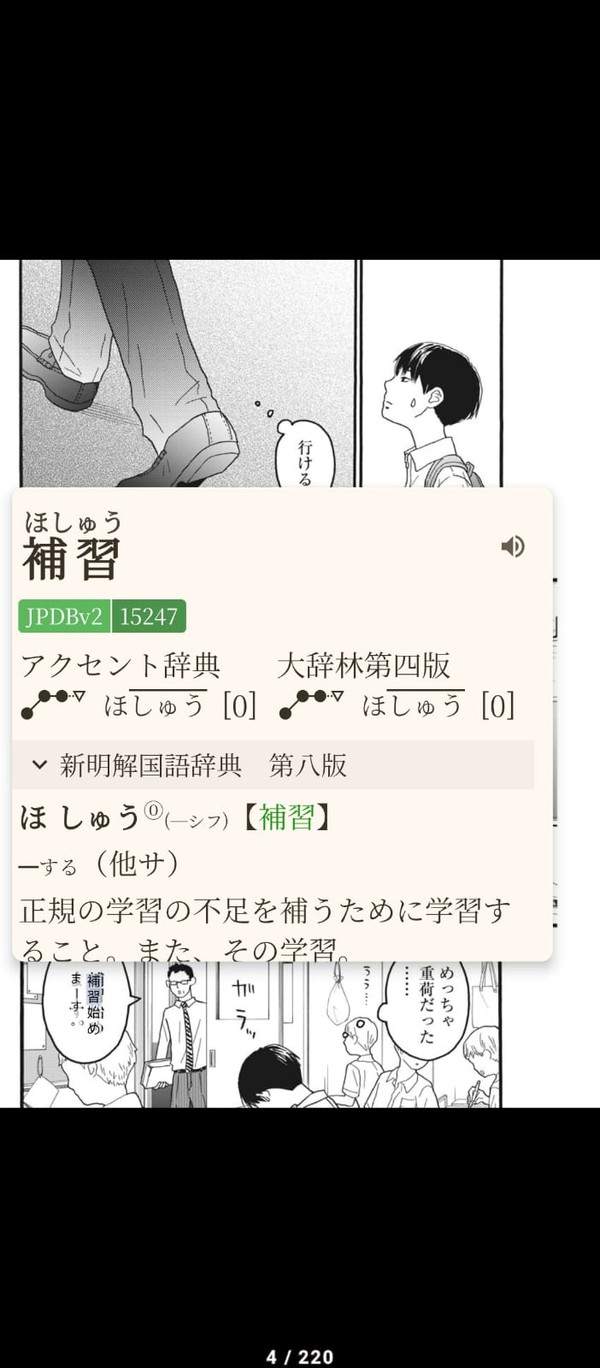 行ける
ほしゅう
補習
JPDBv2 15247
アクセント辞典 大辞林第四版
ほしゅう [0] ほしゅう [0]
新明解国語辞典 第八版
ほ しゅう⓪(―シフ)【補習】
―する（他サ）
正規の学習の不足を補うために学習す
ること。また、その学習。
めっちゃ
重荷だった
……
ガ
ラッ
補習始め
まーす。
4 / 220